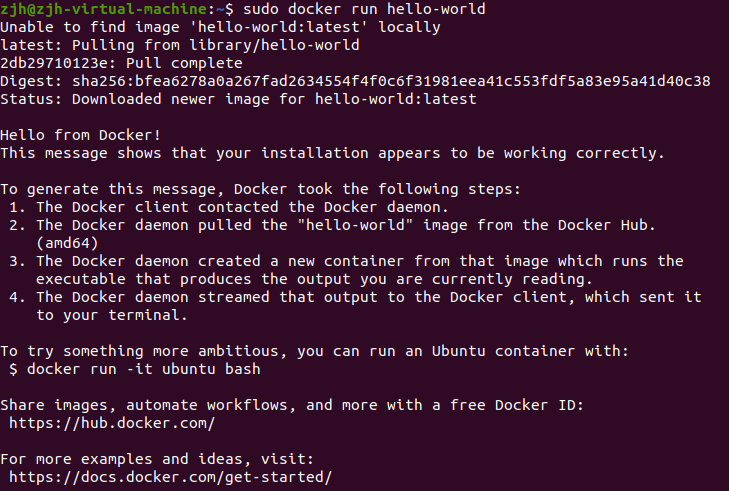 zjh@zjh-virtual-machine:~$ sudo docker run hello-world
Unable to find image 'hello-world:latest' locally
latest: Pulling from library/hello-world
2db29710123e: Pull complete
Digest: sha256:bfea6278a0a267fad2634554f4f0c6f31981eea41c553fdf5a83e95a41d40c38
Status: Downloaded newer image for hello-world:latest

Hello from Docker!
This message shows that your installation appears to be working correctly.

To generate this message, Docker took the following steps:
 1. The Docker client contacted the Docker daemon.
 2. The Docker daemon pulled the "hello-world" image from the Docker Hub.
    (amd64)
 3. The Docker daemon created a new container from that image which runs the
    executable that produces the output you are currently reading.
 4. The Docker daemon streamed that output to the Docker client, which sent it
    to your terminal.

To try something more ambitious, you can run an Ubuntu container with:
 $ docker run -it ubuntu bash

Share images, automate workflows, and more with a free Docker ID:
 https://hub.docker.com/

For more examples and ideas, visit:
 https://docs.docker.com/get-started/